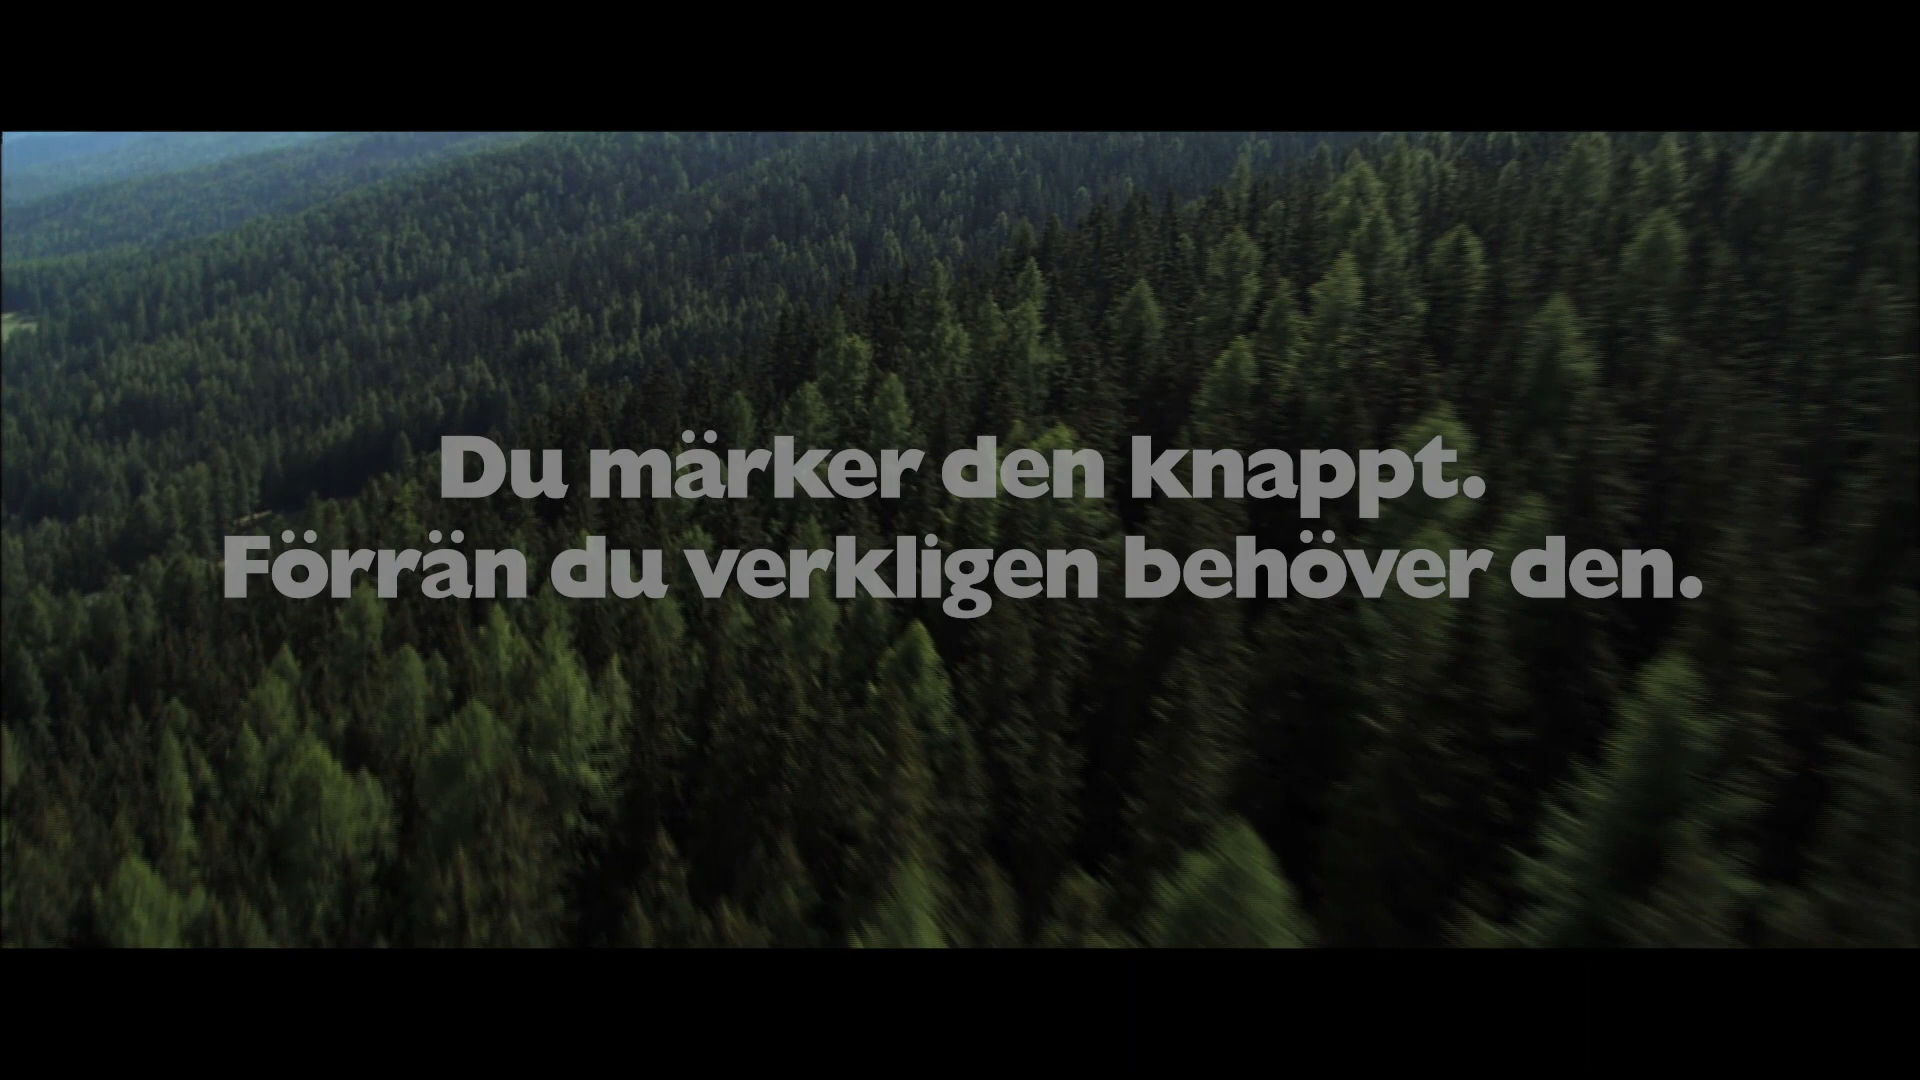 Du märker den knappt.
Förrän du verkligen behöver den.